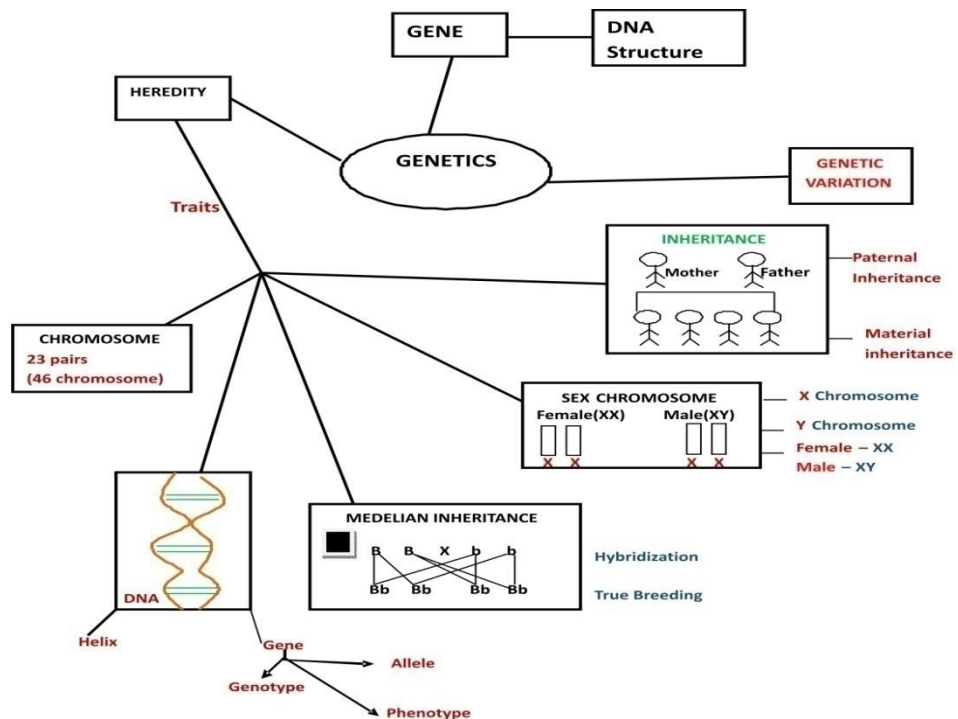 GENE
DNA
Structure
HEREDITY
GENETICS
GENETIC
VARIATION
Traits
INHERITANCE
Mother
Father
Paternal
Inheritance
Material
inheritance
CHROMOSOME
23 pairs
(46 chromosome)
SEX CHROMOSOME
Female(XX)
Male(XY)
X X
X X
X Chromosome
Y Chromosome
Female – XX
Male – XY
MEDELIAN INHERITANCE
B B X b b
Bb Bb Bb Bb
Hybridization
True Breeding
DNA
Helix
Gene
Allele
Genotype
Phenotype